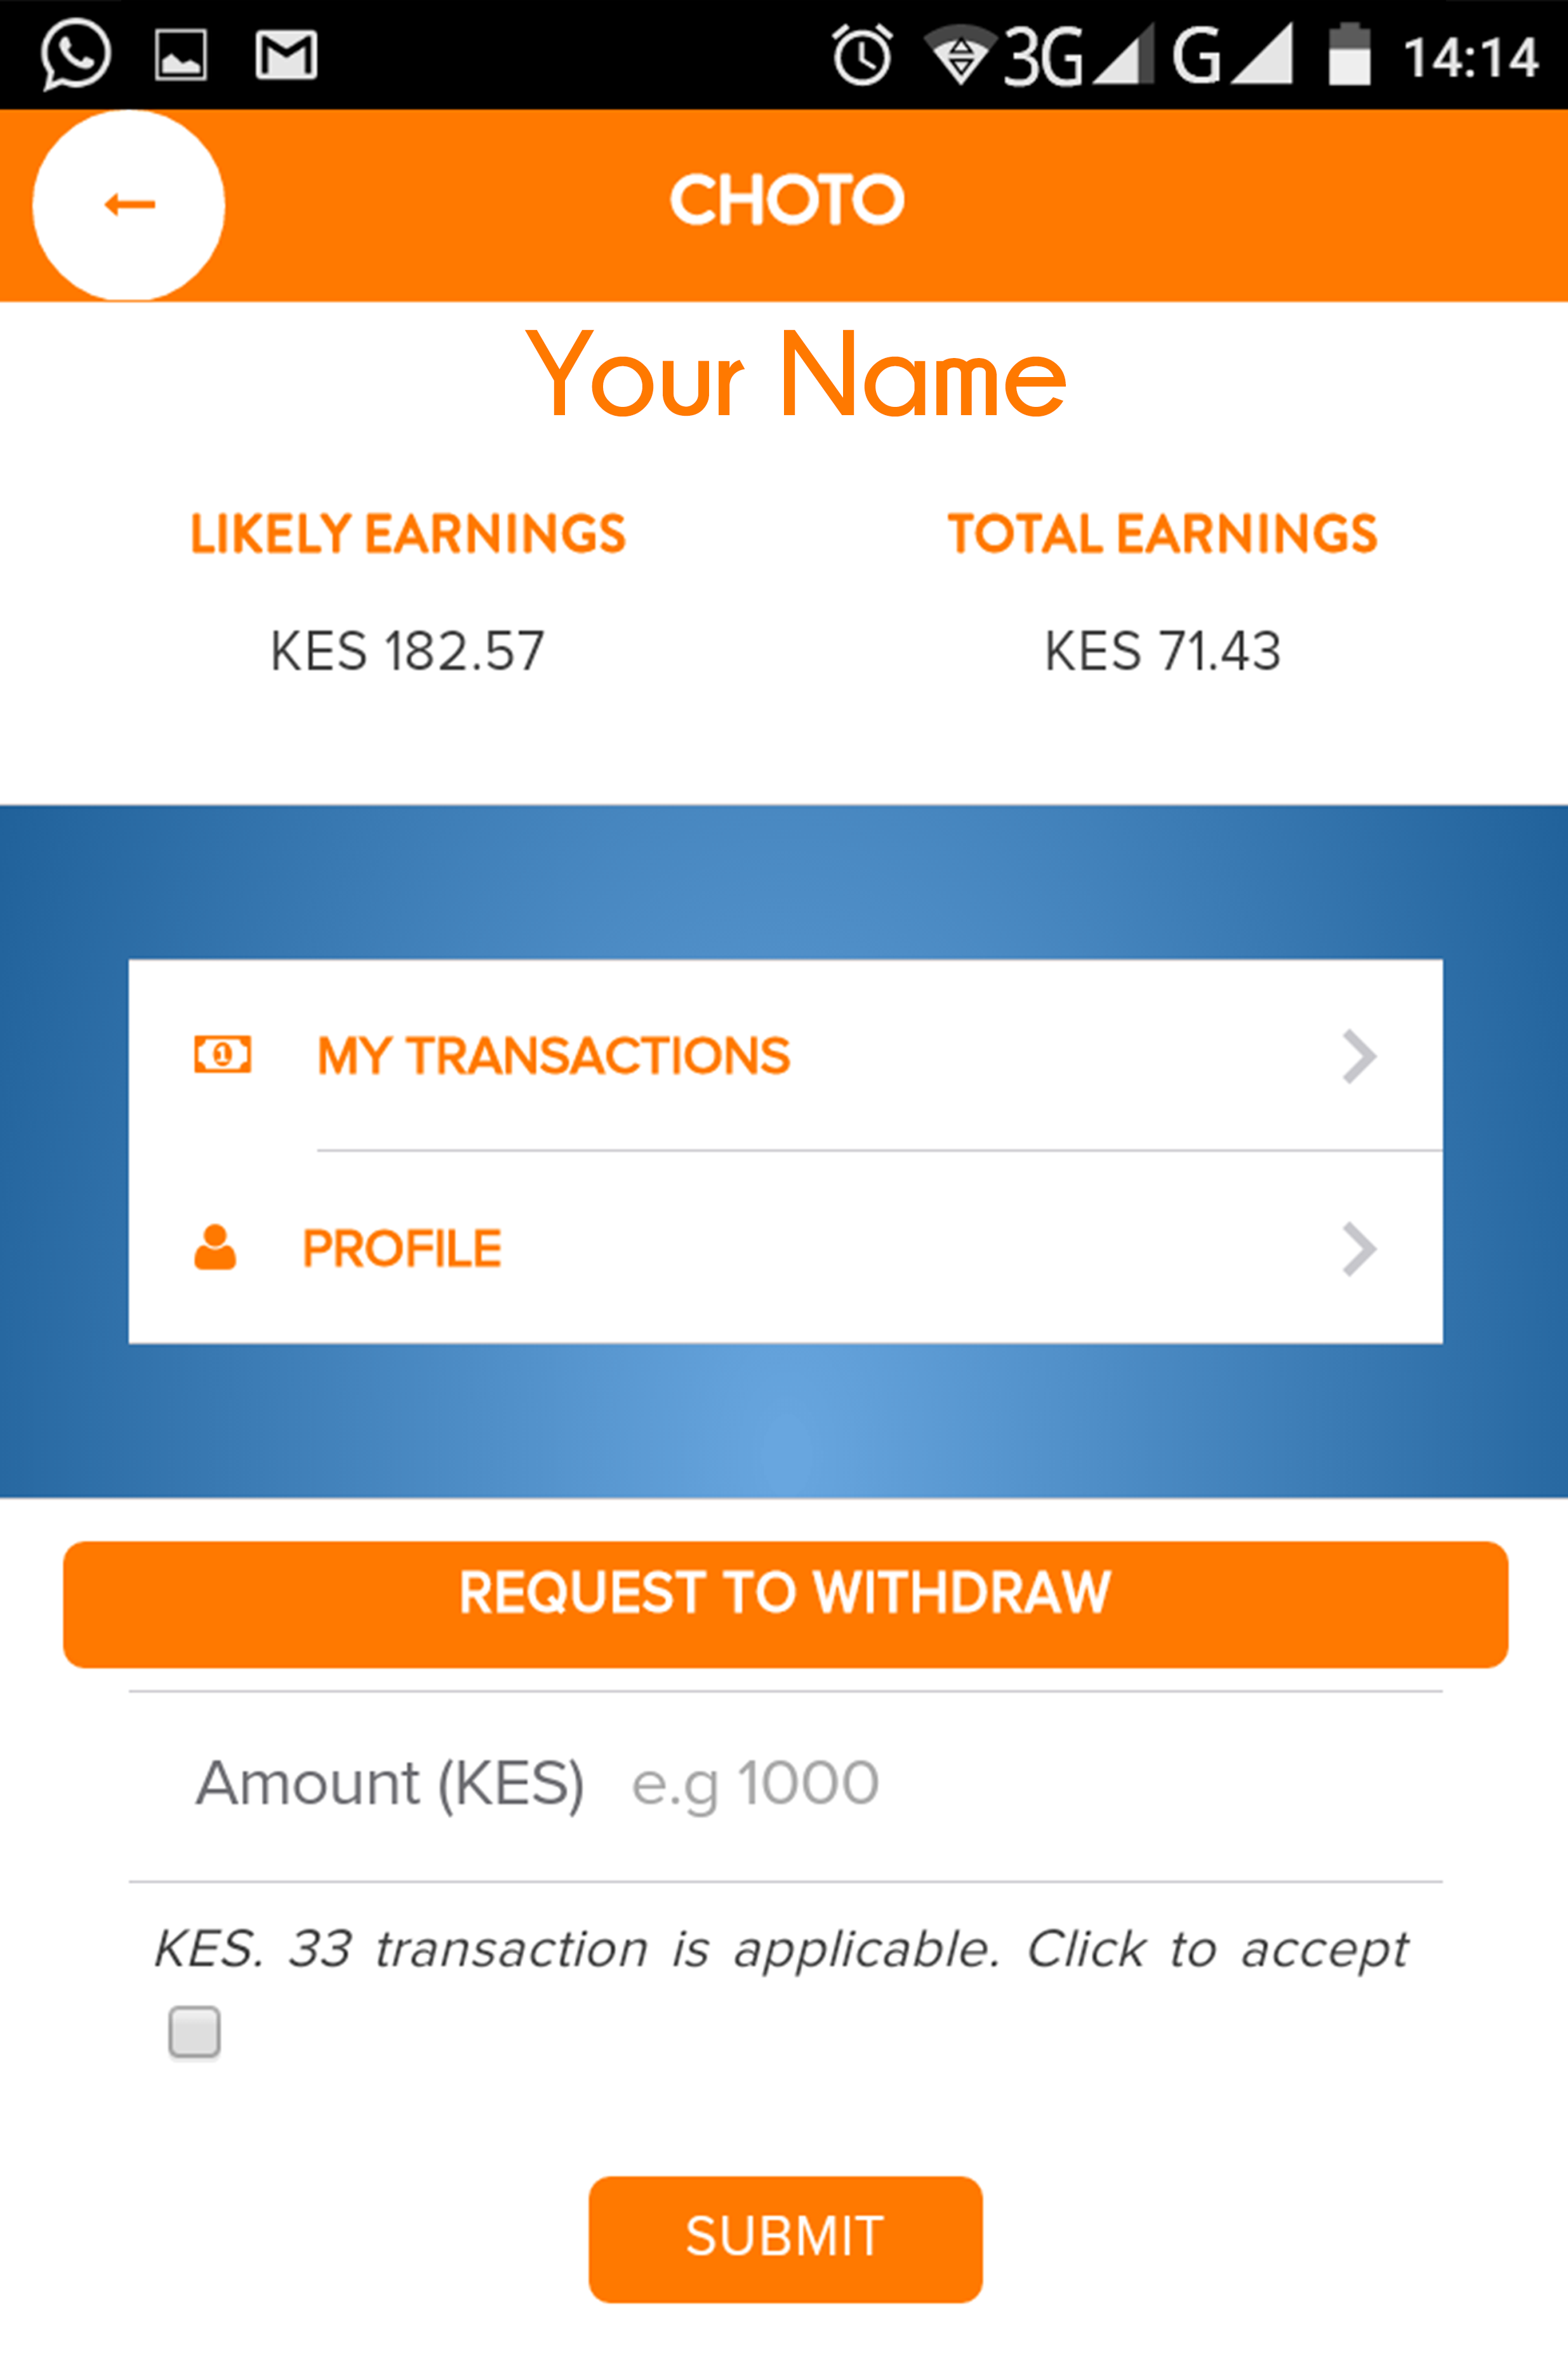 3G G 14:14
CHOTO
Your Name
LIKELY EARNINGS TOTAL EARNINGS
KES 182.57 KES 71.43
1 MY TRANSACTIONS
PROFILE
REQUEST TO WITHDRAW
Amount (KES) e.g 1000
KES. 33 transaction is applicable. Click to accept
SUBMIT